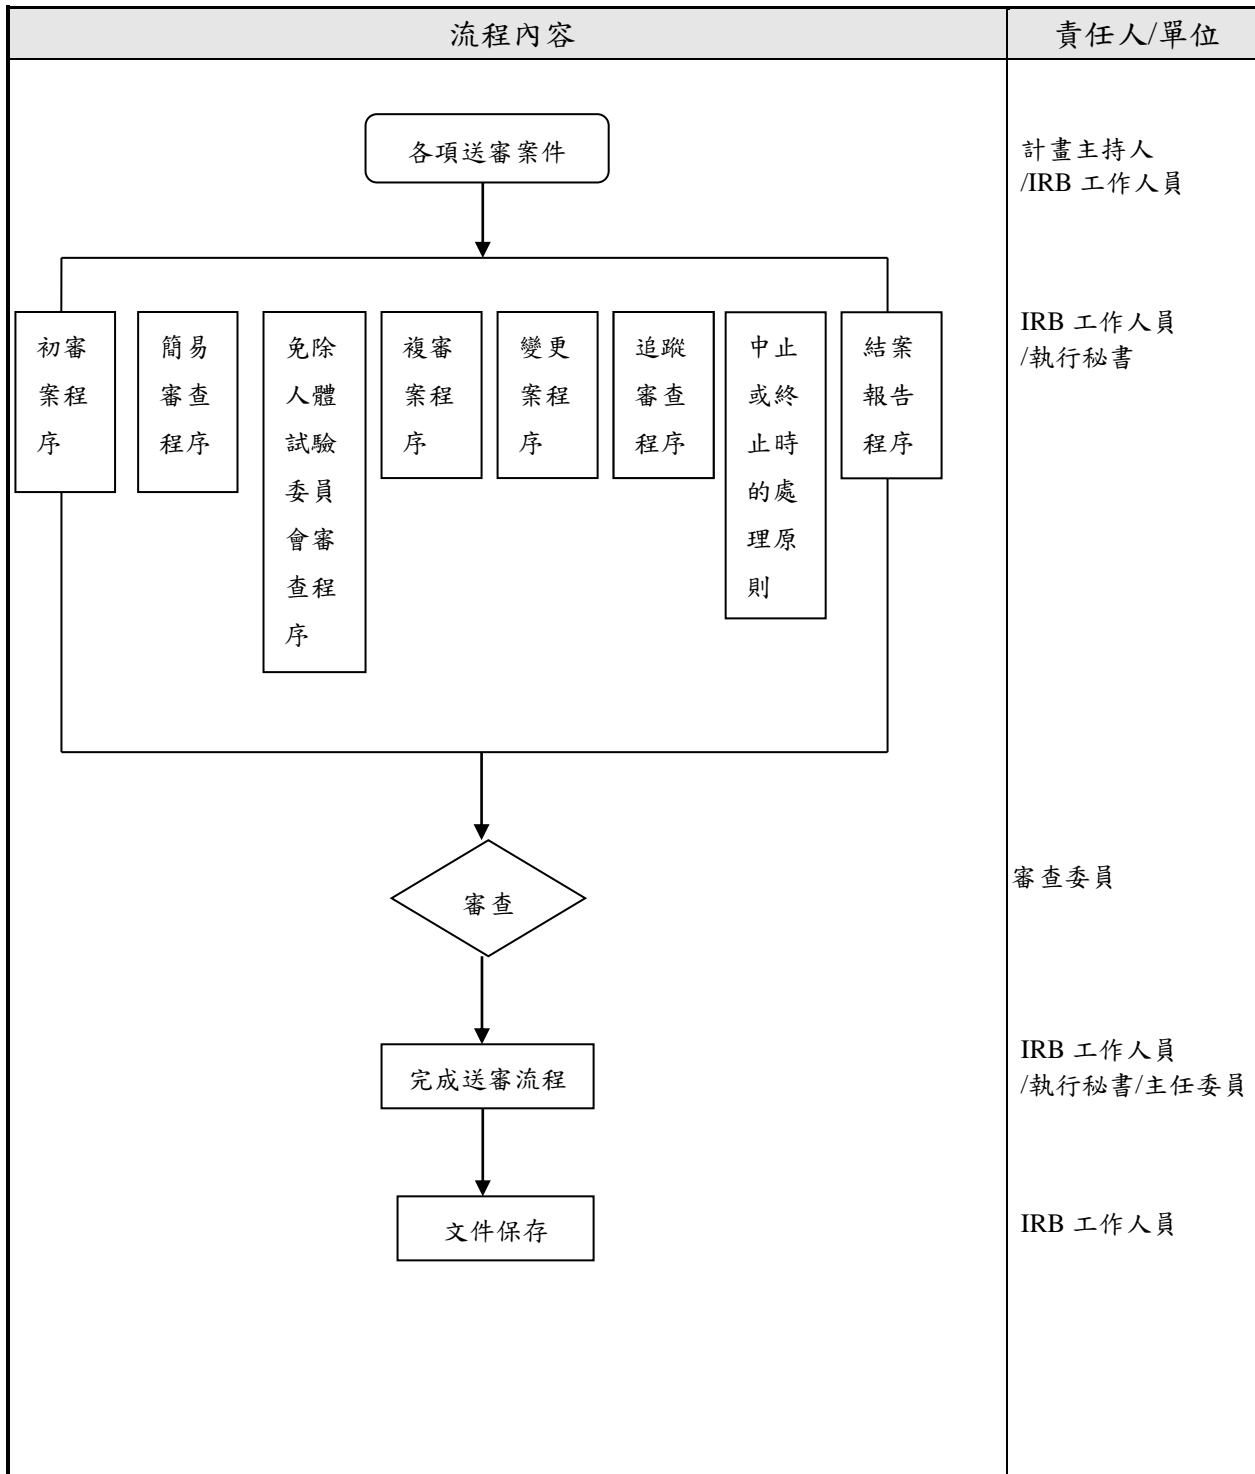 流程內容
責任人/單位
各項送審案件
計畫主持人
/IRB 工作人員
初審
案程
序
簡易
審查
程序
免除
人體
試驗
委員
會審
查程
序
複審
案程
序
變更
案程
序
追蹤
審查
程序
中止
或終
止時
的處
理原
則
結案
報告
程序
IRB 工作人員
/執行秘書
審查
審查委員
完成送審流程
IRB 工作人員
/執行秘書/主任委員
文件保存
IRB 工作人員